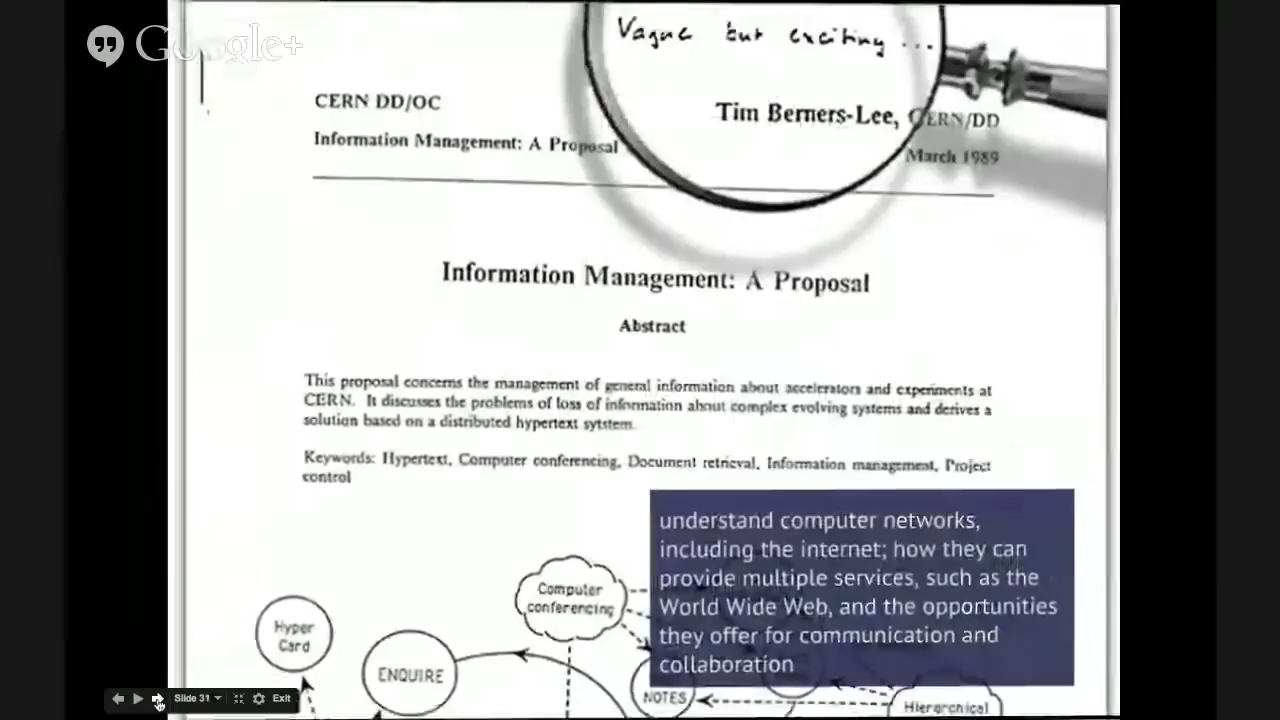 Google+
Vague but exciting ...
CERN DD/OC
Tim Berners-Lee, CERN/DD
Information Management: A Proposal
March 1989
Information Management: A Proposal
Abstract
This proposal concerns the management of general information about accelerators and experiments at
CERN. It discusses the problems of loss of information about complex evolving systems and derives a
solution based on a distributed hypertext sytstem.
Keywords: Hypertext, Computer conferencing, Document retrieval, Information management, Project
control
understand computer networks,
including the internet; how they can
provide multiple services, such as the
World Wide Web, and the opportunities
they offer for communication and
collaboration
Computer
conferencing
Hyper
Card
ENQUIRE
NOTES
Hierarchical
Slide 31
Exit